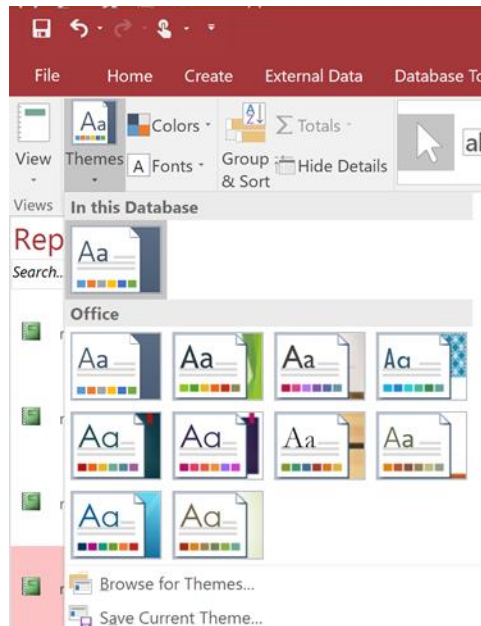 File Home Create External Data Database To
Aa Colors Totals
View Themes A Fonts Group Hide Details
& Sort
Views In this Database
Rep
Search..
Aa
Office
Aa Aa Aa Aa
Aa Aa Aa Aa
Aa Aa
Browse for Themes...
Save Current Theme...